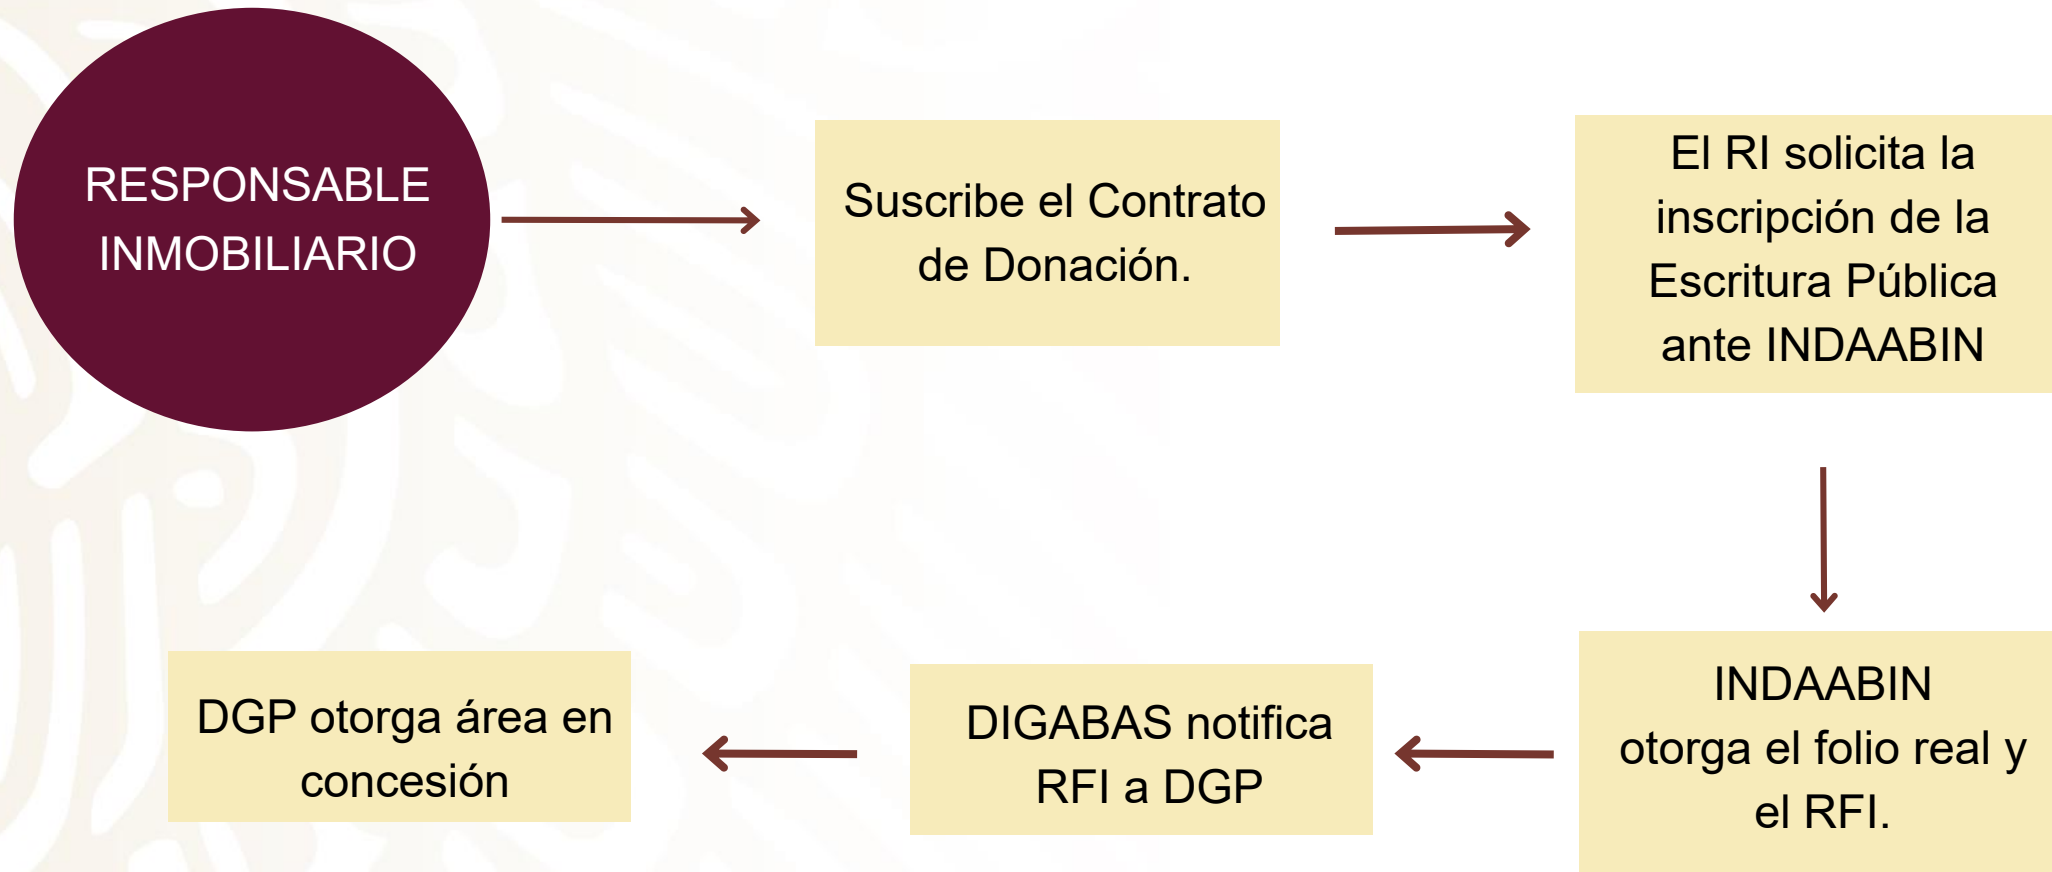 RESPONSABLE
INMOBILIARIO
Suscribe el Contrato
de Donación.
El RI solicita la
inscripción de la
Escritura Pública
ante INDAABIN
INDAABIN
otorga el folio real y
el RFI.
DIGABAS notifica
RFI a DGP
DGP otorga área en
concesión